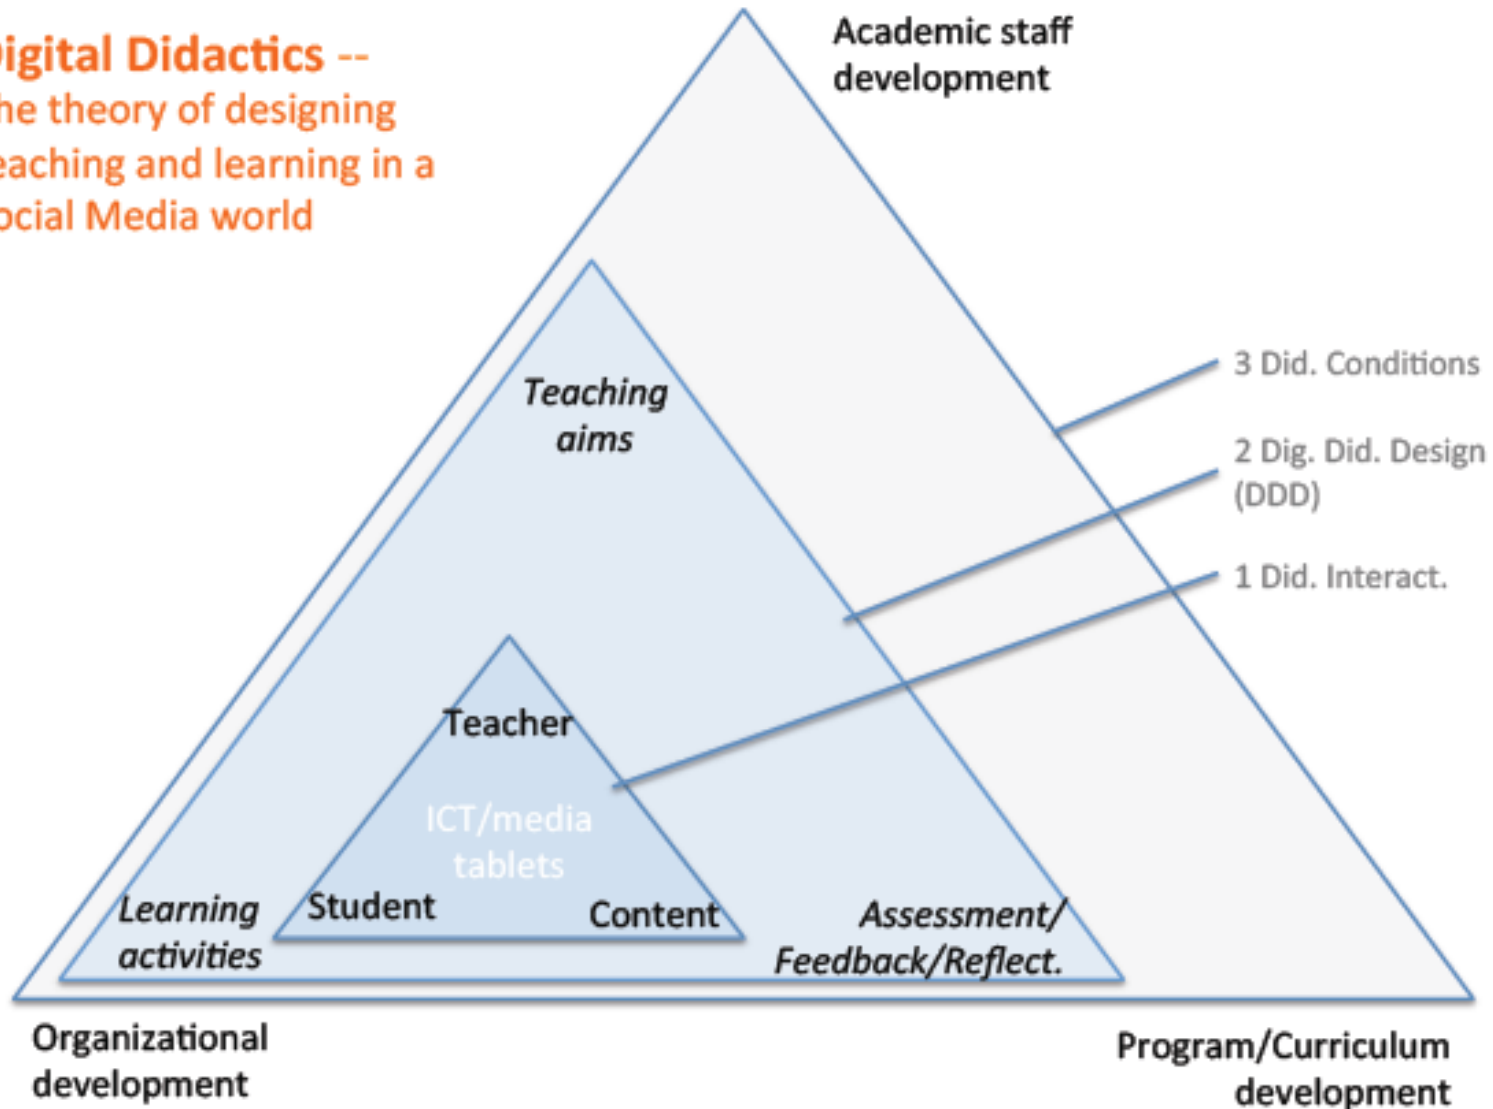 igital Didactics --
he theory of designing
eaching and learning in a
ocial Media world
Academic staff
development
3 Did. Conditions
2 Dig. Did. Design
(DDD)
1 Did. Interact.
Teaching
aims
Teacher
ICT/media
tablets
Student
Content
Learning
activities
Assessment/
Feedback/Reflect.
Organizational
development
Program/Curriculum
development